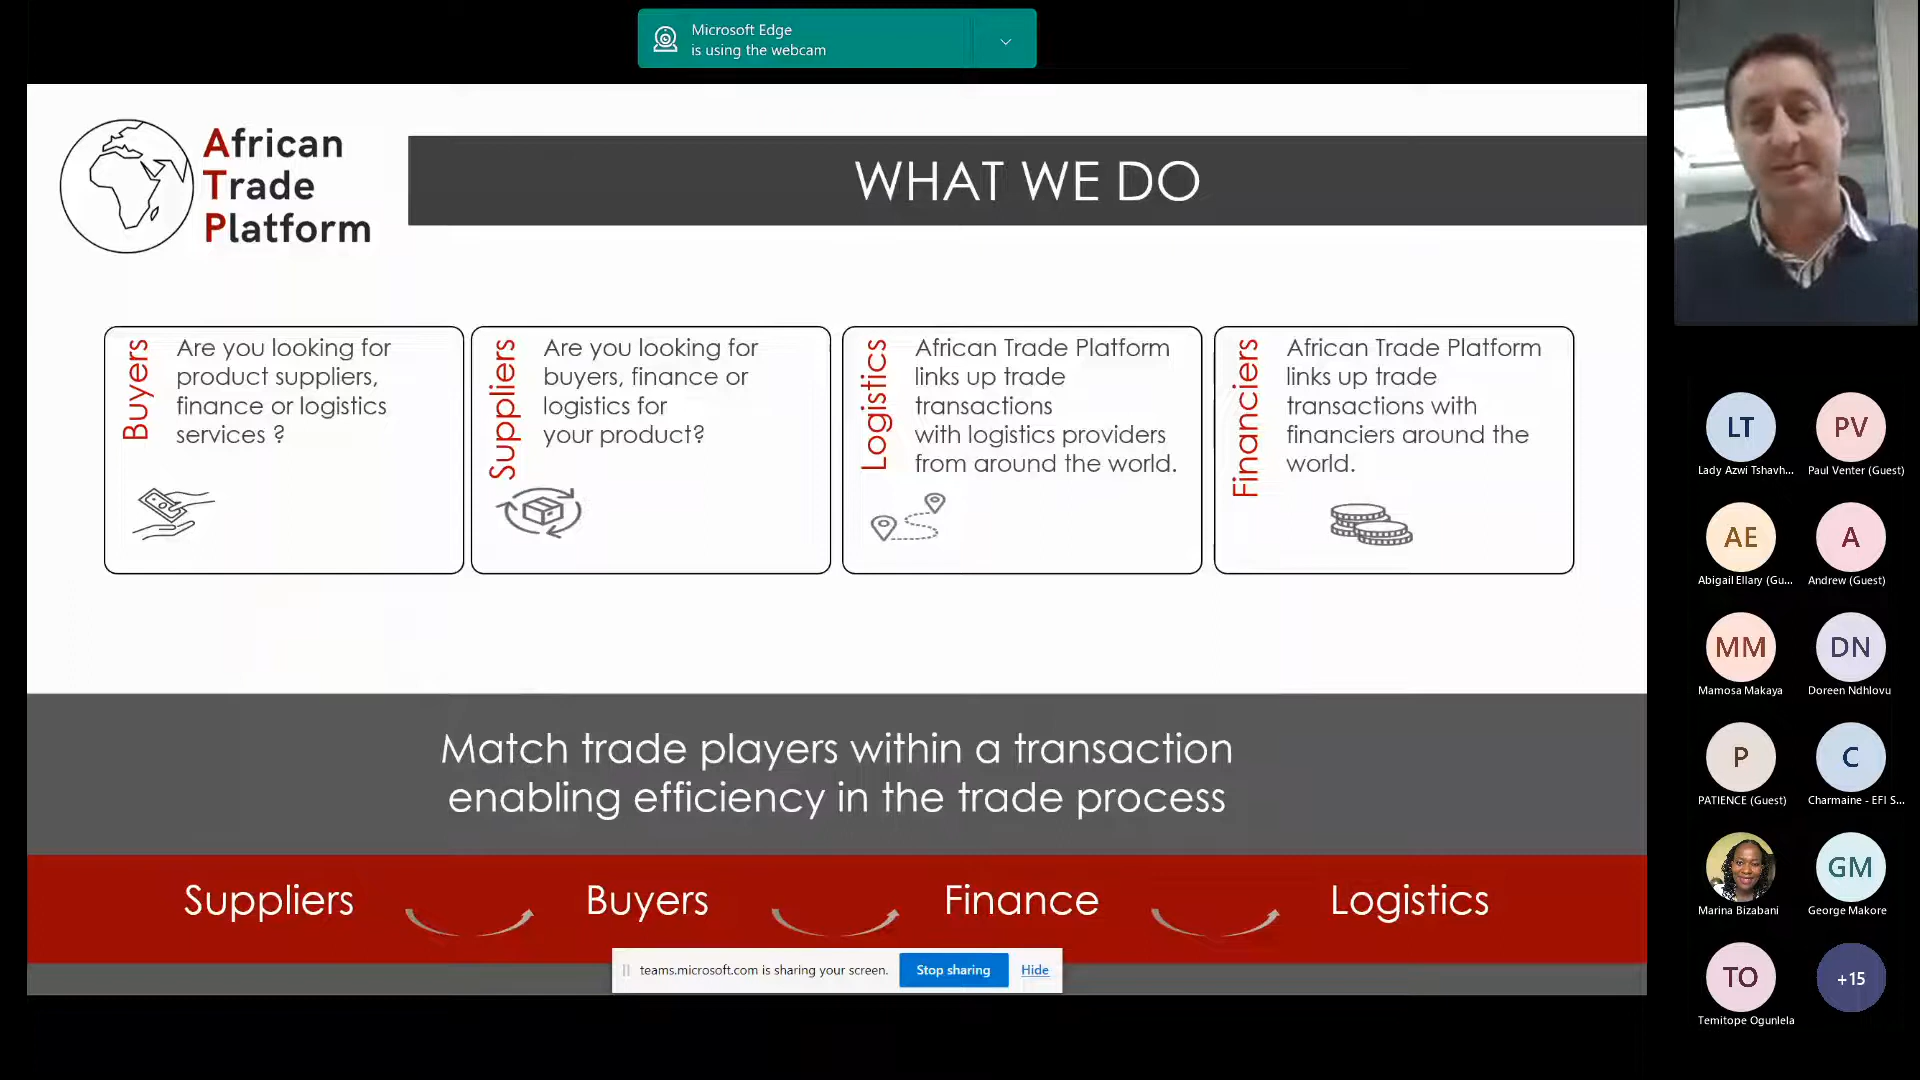 Microsoft Edge
is using the webcam
African
Trade
Platform
WHAT WE DO
Buyers
Are you looking for
product suppliers,
finance or logistics
services ?
Suppliers
Are you looking for
buyers, finance or
logistics for
your product?
Logistics
African Trade Platform
links up trade
transactions
with logistics providers
from around the world.
Financiers
African Trade Platform
links up trade
transactions with
financiers around the
world.
Match trade players within a transaction
enabling efficiency in the trade process
Suppliers Buyers Finance Logistics
teams.microsoft.com is sharing your screen. Stop sharing Hide
LT PV
Lady Azwi Tshavh... Paul Venter (Guest)
AE A
Abigail Ellary (Gu... Andrew (Guest)
MM DN
Mamosa Makaya Doreen Ndhlovu
P C
PATIENCE (Guest) Charmaine - EFI S...
GM
Marina Bizabani George Makore
TO +15
Temitope Ogunlela